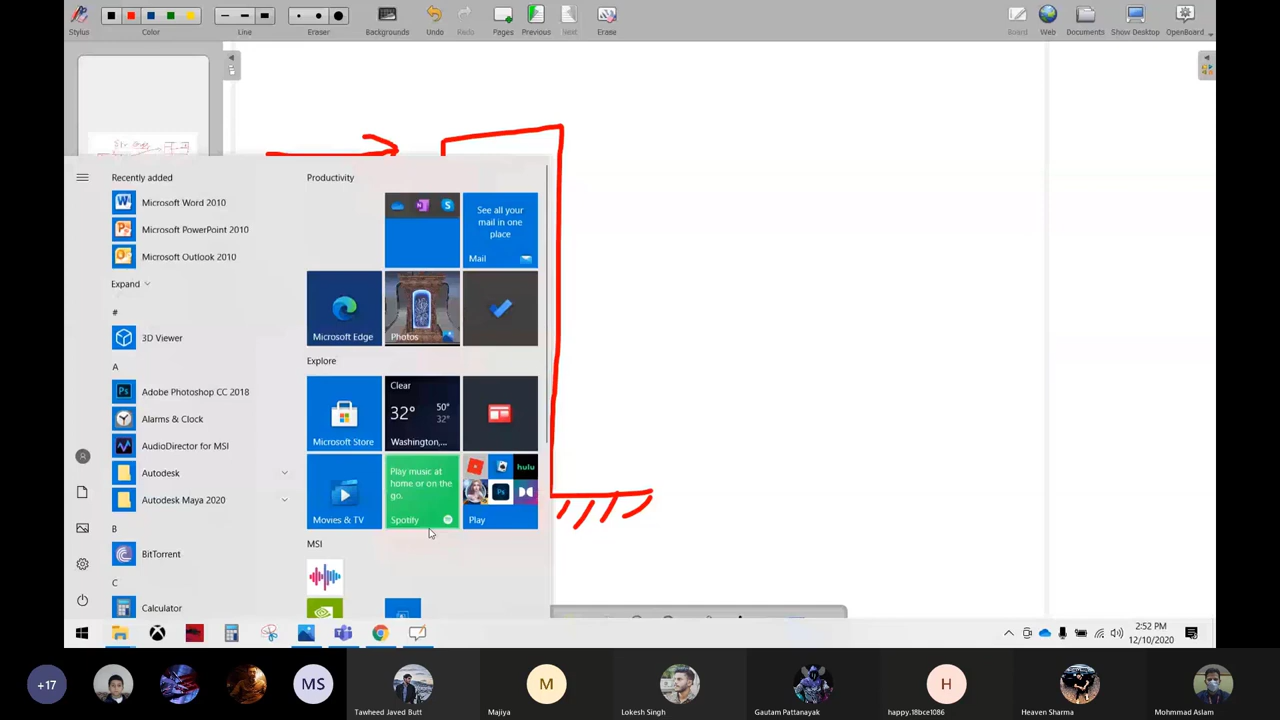 Stylus
Color
Line
Eraser
Backgrounds
Undo
Redo
Pages
Previous
Next
Erase
Board
Web
Documents
Show Desktop
OpenBoard
Recently added
Microsoft Word 2010
Microsoft PowerPoint 2010
Microsoft Outlook 2010
Expand
#
3D Viewer
A
Adobe Photoshop CC 2018
Alarms & Clock
AudioDirector for MSI
Autodesk
Autodesk Maya 2020
B
BitTorrent
C
Calculator
Productivity
See all your
mail in one
place
Mail
Microsoft Edge
Photos
Explore
Microsoft Store
Clear
32°
50°
32°
Washington,...
Movies & TV
Play music at
home or on the
go.
Spotify
hulu
Ps
Play
MSI
2:52 PM
12/10/2020
+17
MS
Tawheed Javed Butt
M
Majiya
Lokesh Singh
Gautam Pattanayak
H
happy.18bce1086
Heaven Sharma
Mohmmad Aslam